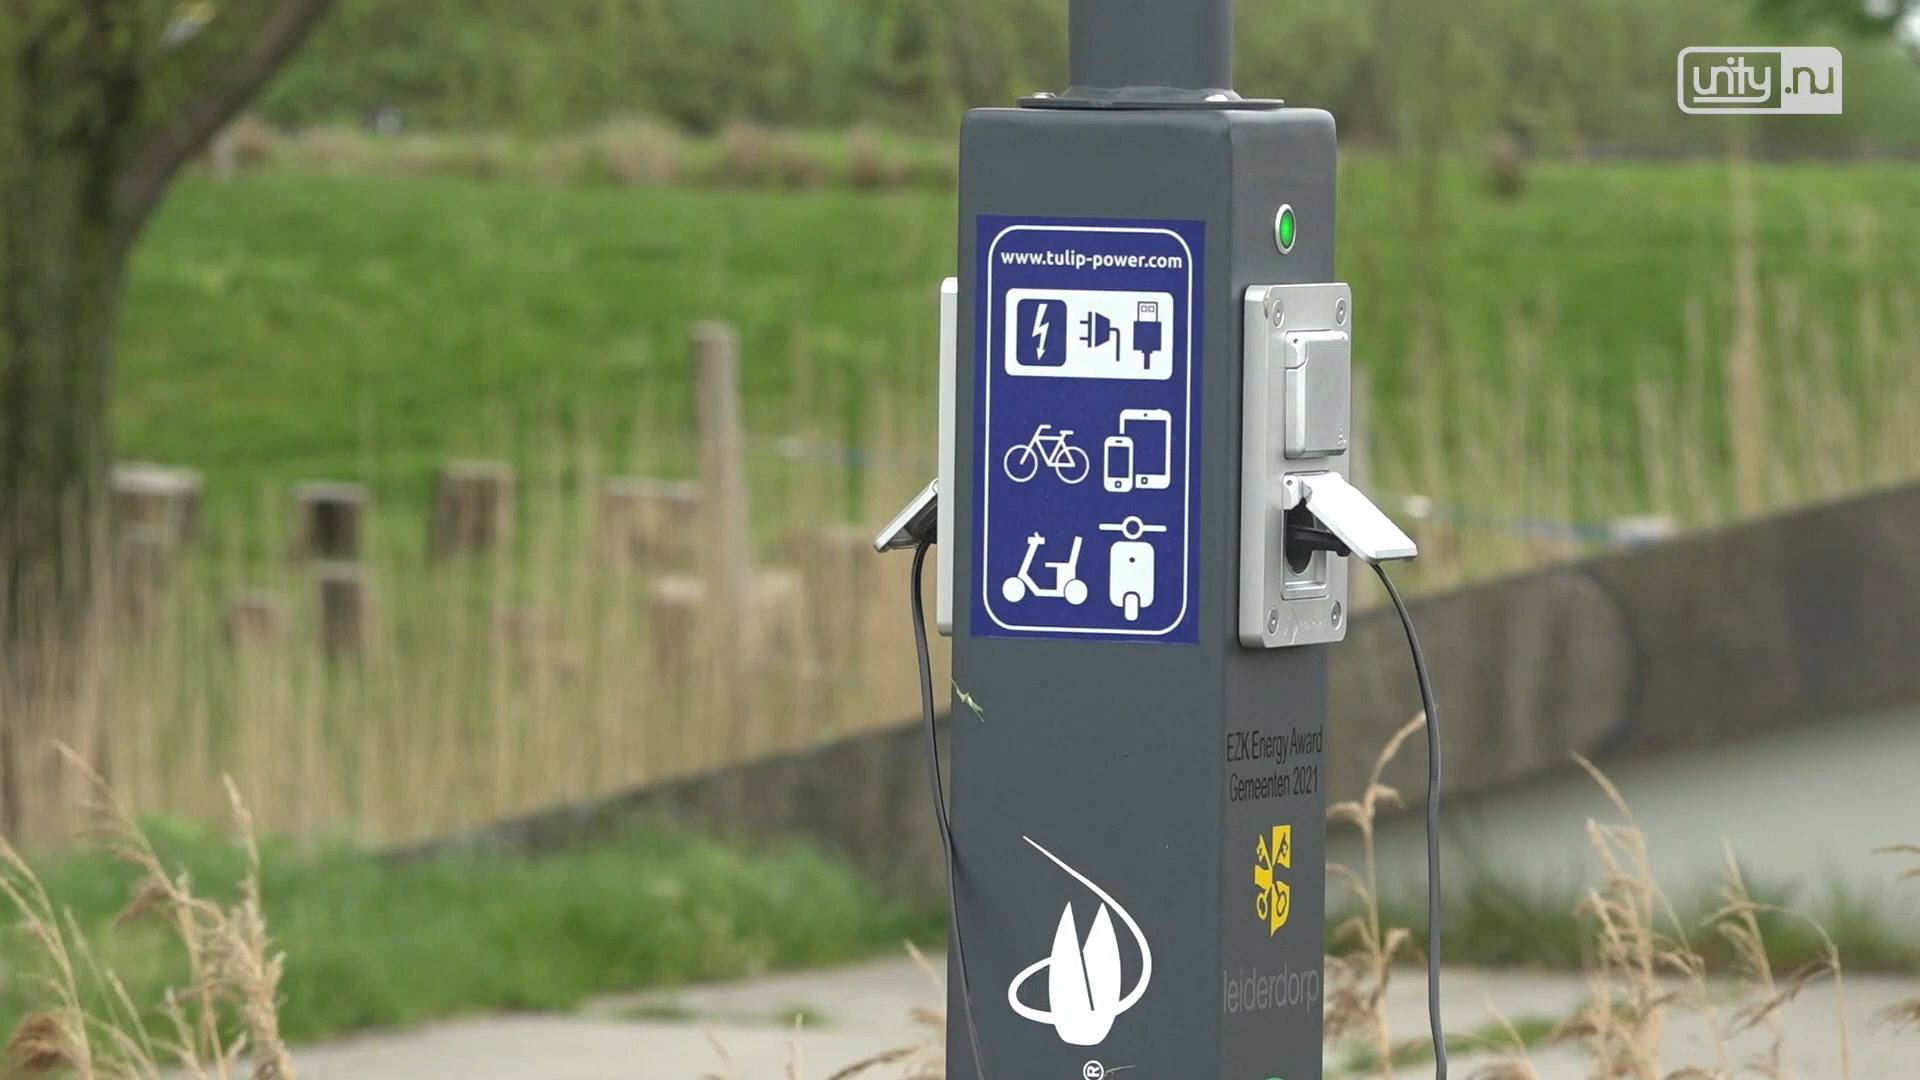 unity.nu
www.tulip-power.com
EZK Energy Award
Gemeenten 2021
leiderdorp
®